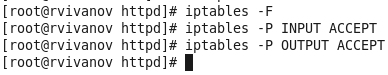 [root@rvivanov httpd]# iptables -F
[root@rvivanov httpd]# iptables -P INPUT ACCEPT
[root@rvivanov httpd]# iptables -P OUTPUT ACCEPT
[root@rvivanov httpd]#